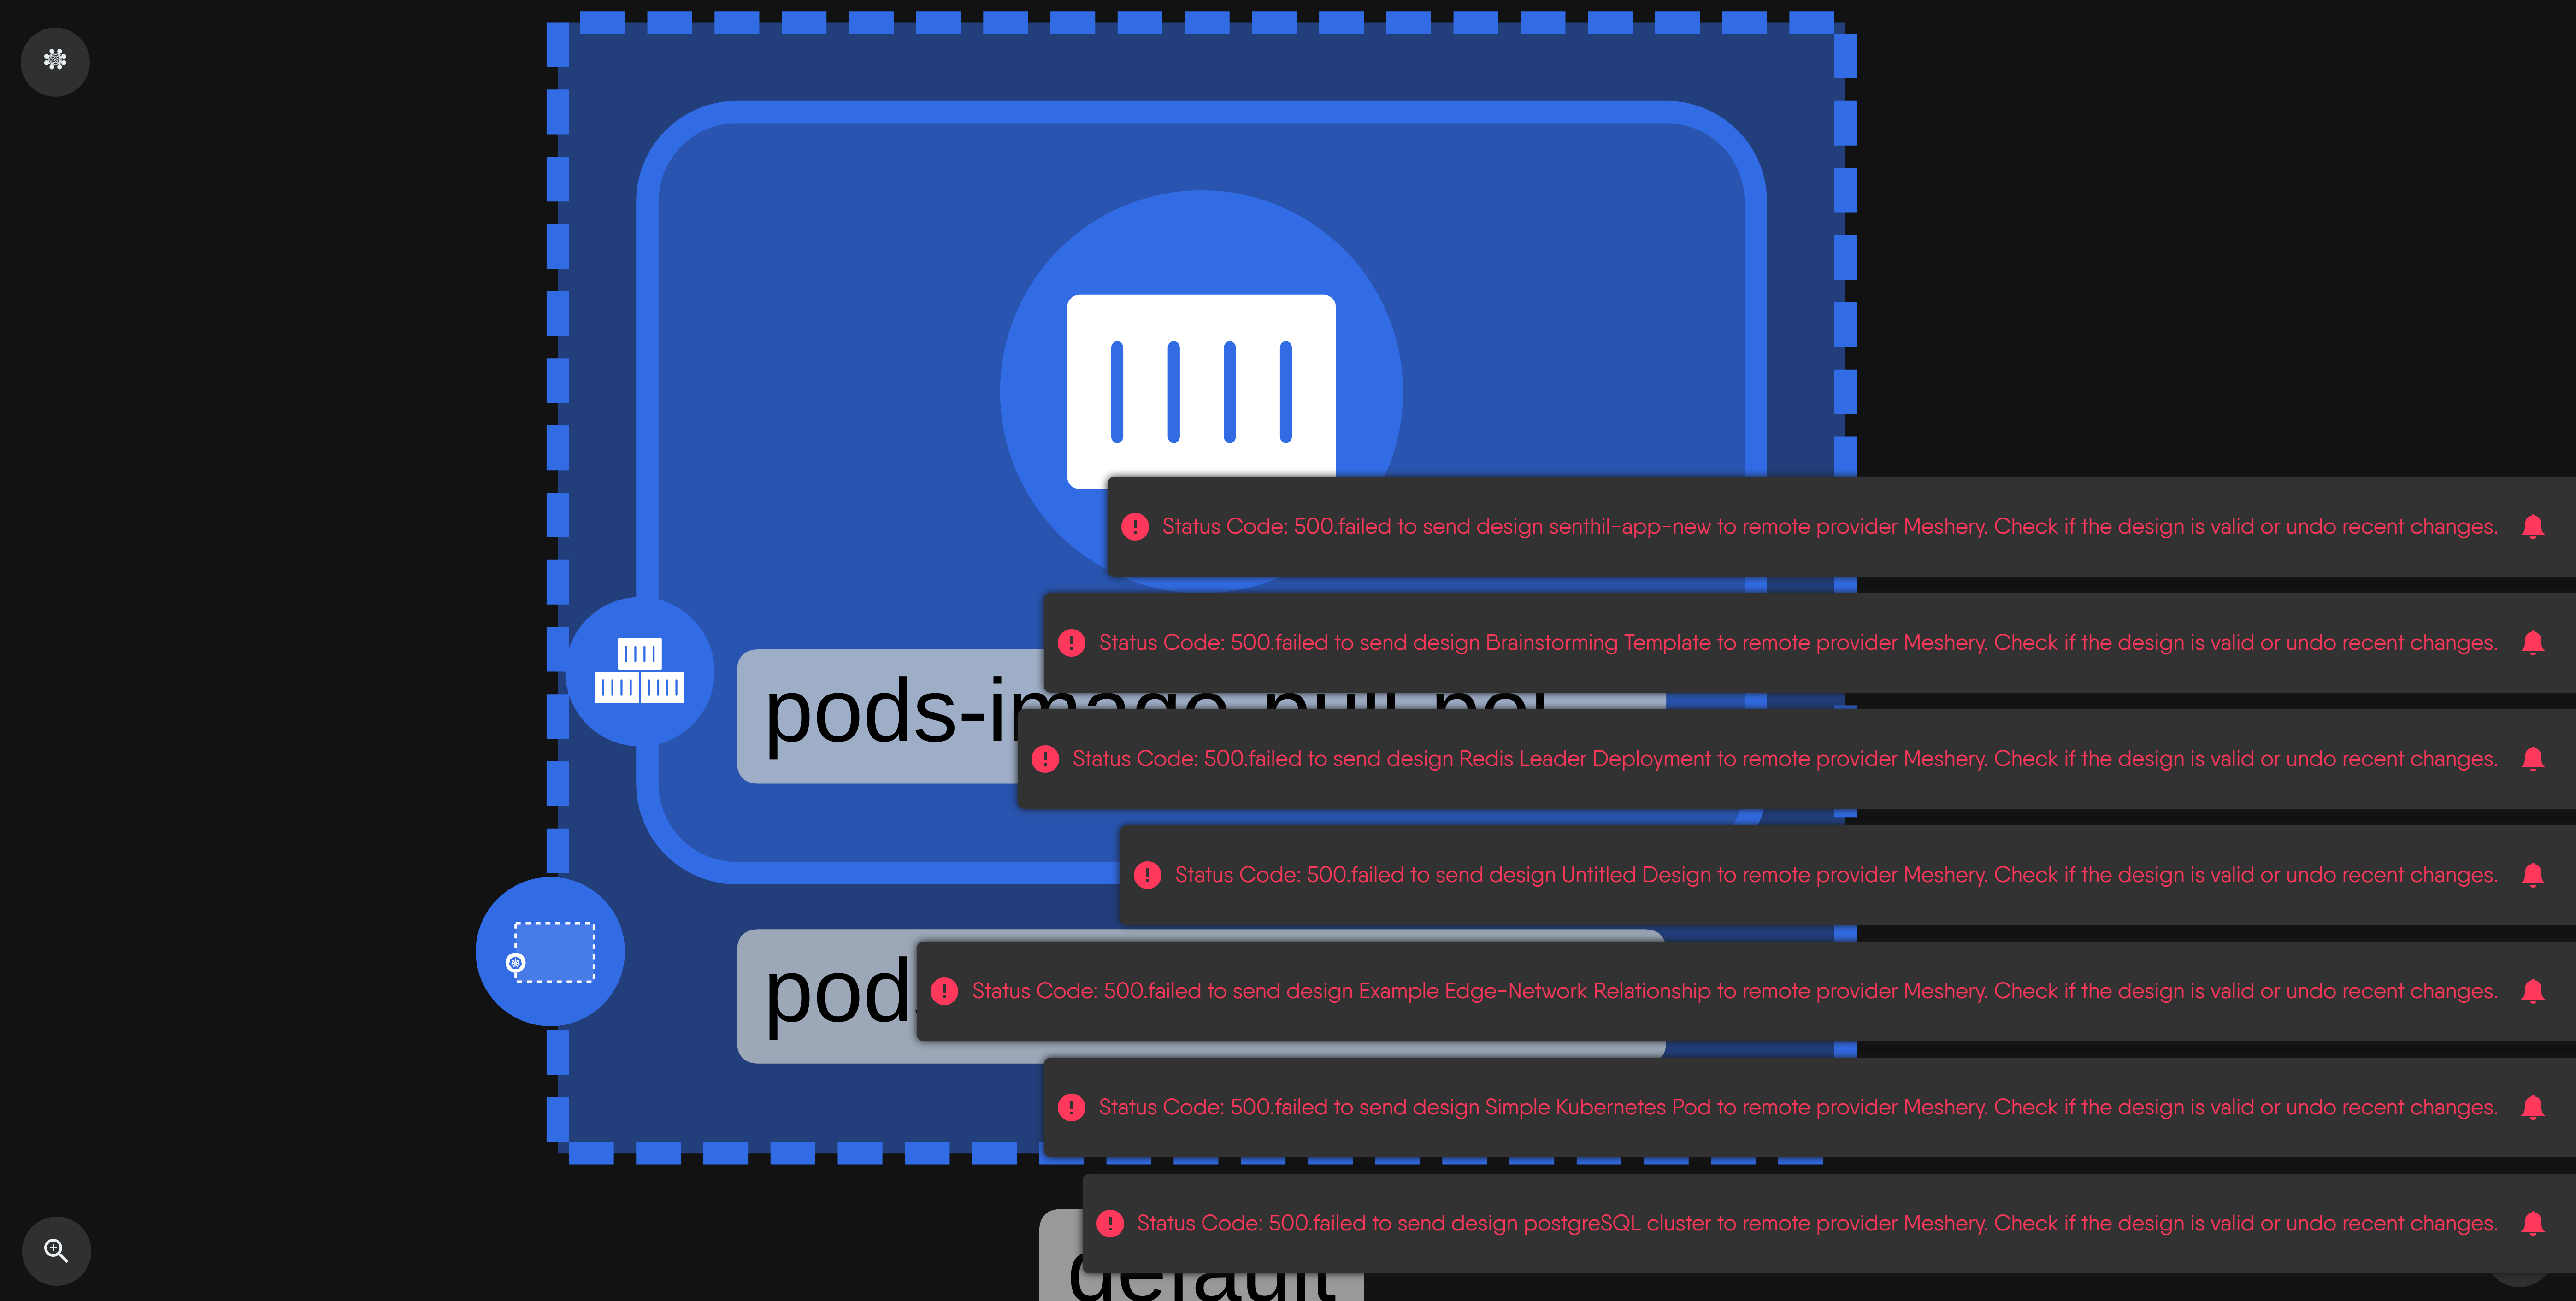 Status Code: 500.failed to send design senthil-app-new to remote provider Meshery. Check if the design is valid or undo recent changes.
Status Code: 500.failed to send design Brainstorming Template to remote provider Meshery. Check if the design is valid or undo recent changes.
pods-image-pull-pol
Status Code: 500.failed to send design Redis Leader Deployment to remote provider Meshery. Check if the design is valid or undo recent changes.
Status Code: 500.failed to send design Untitled Design to remote provider Meshery. Check if the design is valid or undo recent changes.
Status Code: 500.failed to send design Example Edge-Network Relationship to remote provider Meshery. Check if the design is valid or undo recent changes.
Status Code: 500.failed to send design Simple Kubernetes Pod to remote provider Meshery. Check if the design is valid or undo recent changes.
Status Code: 500.failed to send design postgreSQL cluster to remote provider Meshery. Check if the design is valid or undo recent changes.
default